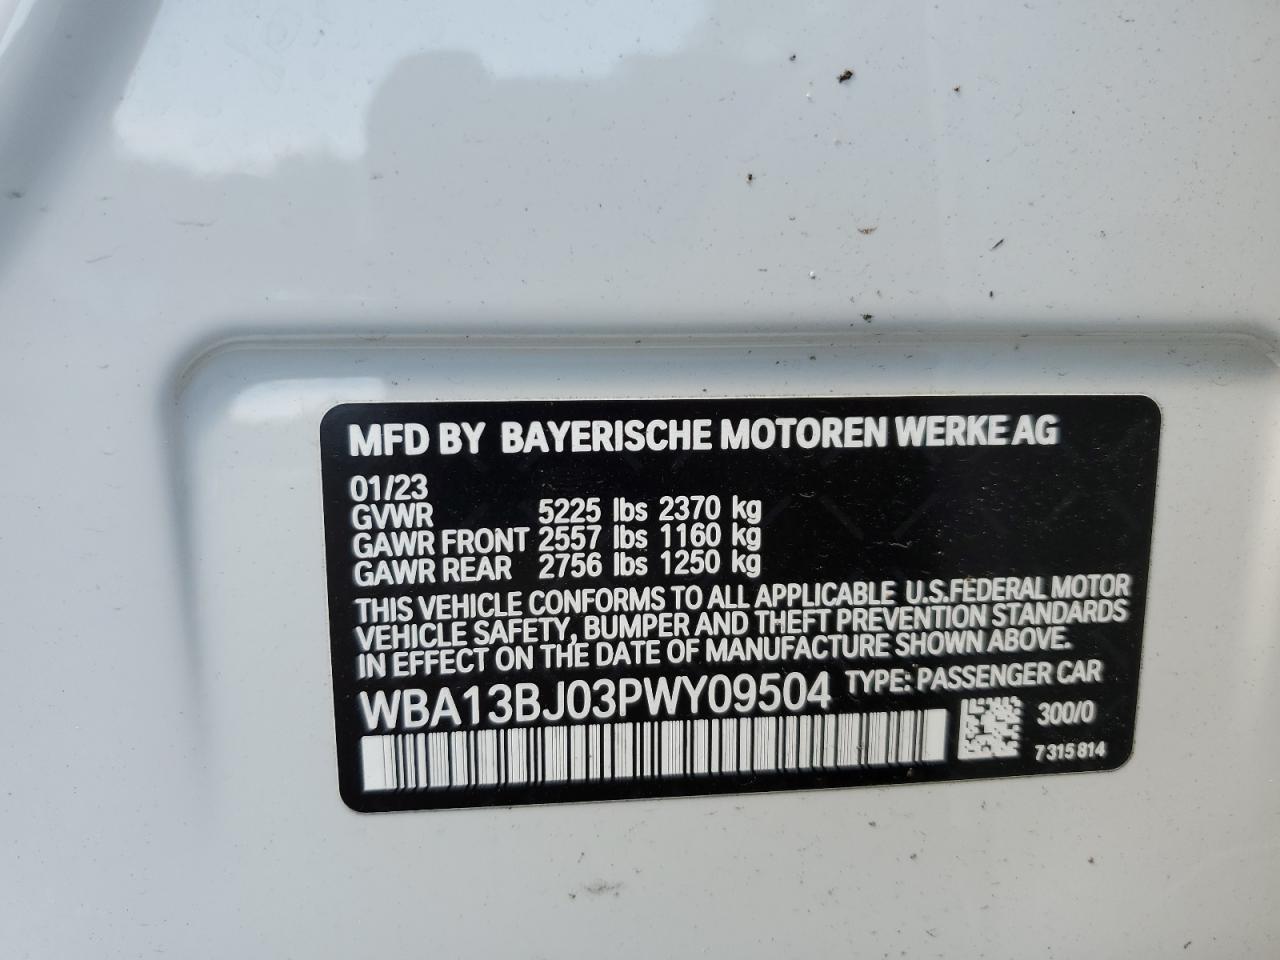 MFD BY BAYERISCHE MOTOREN WERKE AG
01/23
GVWR 5225 lbs 2370 kg
GAWR FRONT 2557 lbs 1160 kg
GAWR REAR 2756 lbs 1250 kg
THIS VEHICLE CONFORMS TO ALL APPLICABLE U.S.FEDERAL MOTOR
VEHICLE SAFETY, BUMPER AND THEFT PREVENTION STANDARDS
IN EFFECT ON THE DATE OF MANUFACTURE SHOWN ABOVE.
WBA13BJ03PWY09504 TYPE: PASSENGER CAR
300/0
7 315 814